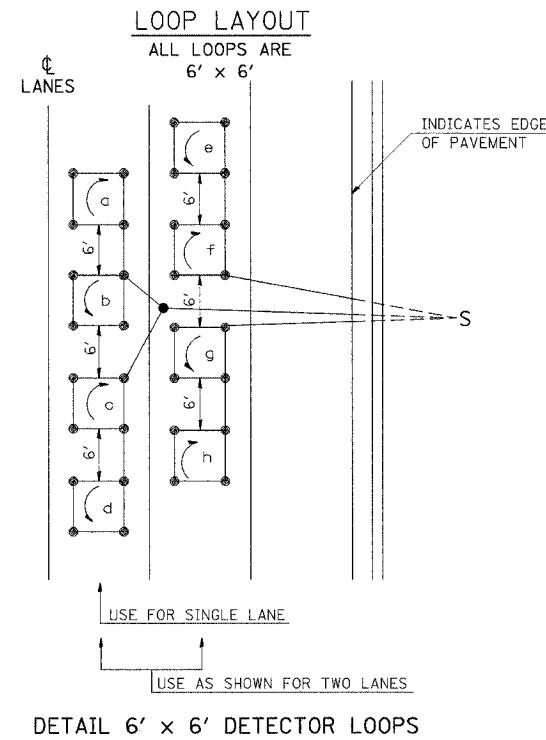 LOOP LAYOUT
ALL LOOPS ARE
6' x 6'
℄
LANES
INDICATES EDGE
OF PAVEMENT
e
a
6'
6'
f
b
6'
S
6'
g
c
6'
6'
h
d
USE FOR SINGLE LANE
USE AS SHOWN FOR TWO LANES
DETAIL 6' x 6' DETECTOR LOOPS